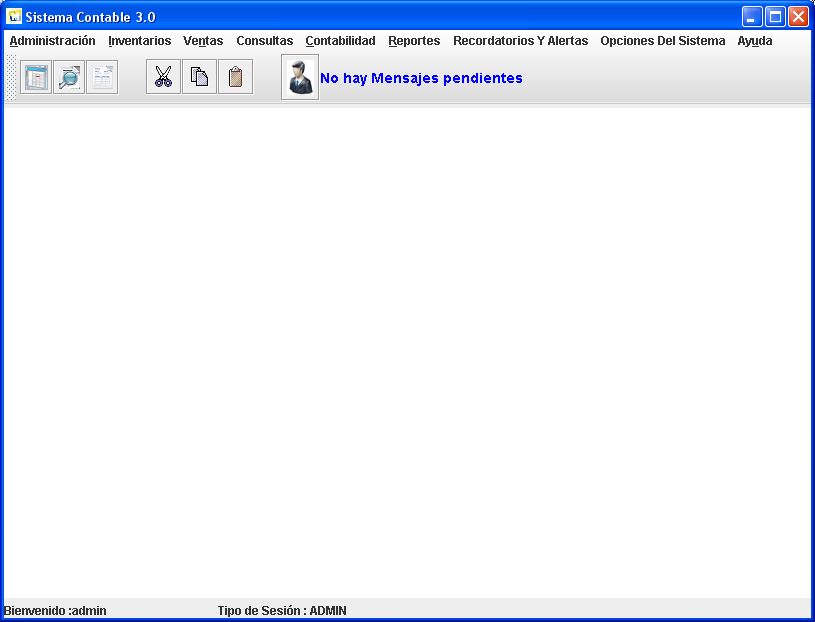 Sistema Contable 3.0
Administración Inventarios Ventas Consultas Contabilidad Reportes Recordatorios Y Alertas Opciones Del Sistema Ayuda
No hay Mensajes pendientes
Bienvenido :admin Tipo de Sesión : ADMIN